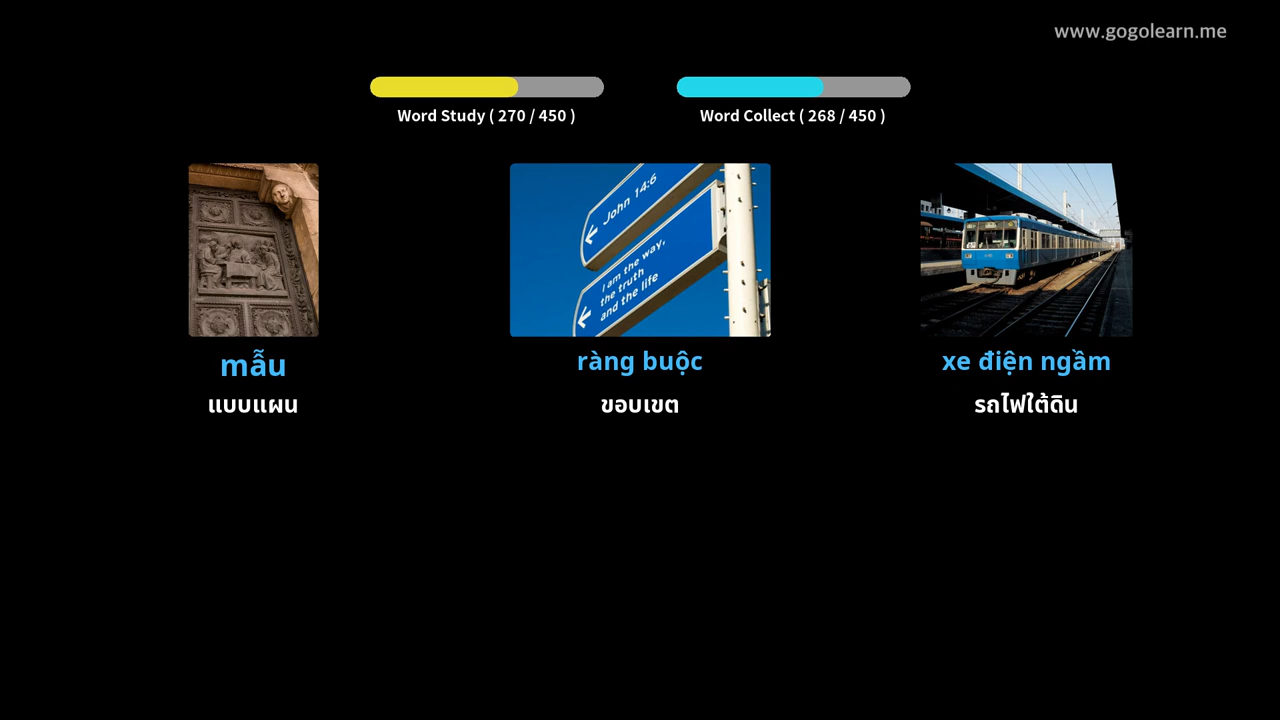 www.gogolearn.me
Word Study ( 270 / 450 )
Word Collect ( 268 / 450 )
John 14:6
I am the way,
the truth
and the life
mẫu
ràng buộc
xe điện ngầm
แบบแผน
ขอบเขต
รถไฟใต้ดิน